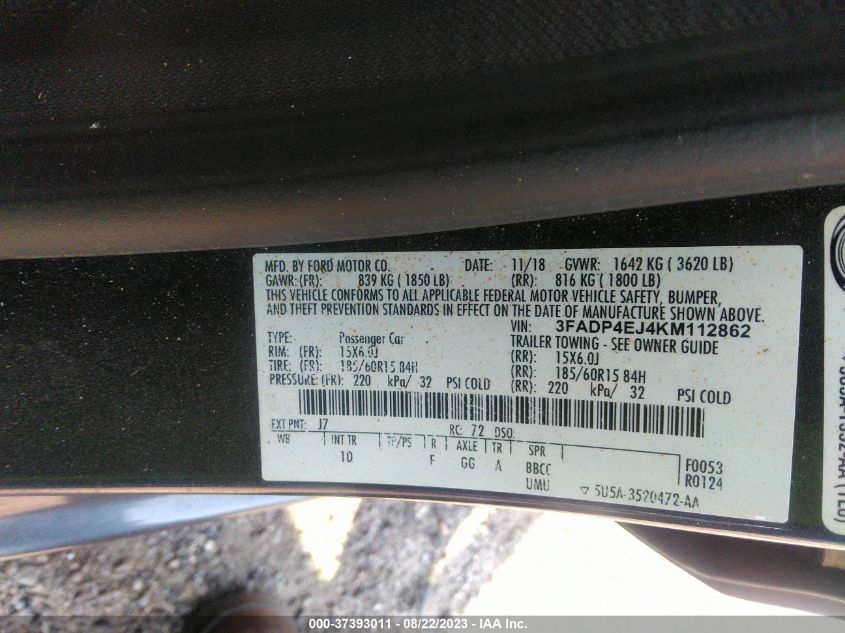 MFD. BY FORD MOTOR CO. DATE: 11/18 GVWR: 1642 KG ( 3620 LB)
GAWR: (FR): 839 KG ( 1850 LB) (RR): 816 KG ( 1800 LB)
THIS VEHICLE CONFORMS TO ALL APPLICABLE FEDERAL MOTOR VEHICLE SAFETY, BUMPER,
AND THEFT PREVENTION STANDARDS IN EFFECT ON THE DATE OF MANUFACTURE SHOWN ABOVE.
VIN: 3FADP4EJ4KM112862
TYPE: Passenger Car TRAILER TOWING - SEE OWNER GUIDE
RIM: (FR): 15X6.0J (RR): 15X6.0J
TIRE: (FR): 185/60R15 84H (RR): 185/60R15 84H
PRESSURE: (FR): 220 kPa/ 32 PSI COLD (RR): 220 kPa/ 32 PSI COLD
EXT PNT: J7 RC: 72 DSO:
WB INT TR TP/PS R AXLE TR SPR
1D F GG A BBCC F0053
UMU R0124
5U5A-3520472-AA
000-37393011 - 08/22/2023 - IAA Inc.